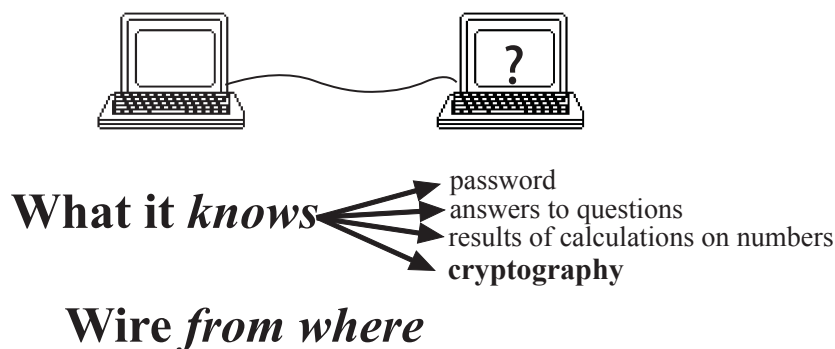 ?
What it knows
password
answers to questions
results of calculations on numbers
cryptography
Wire from where